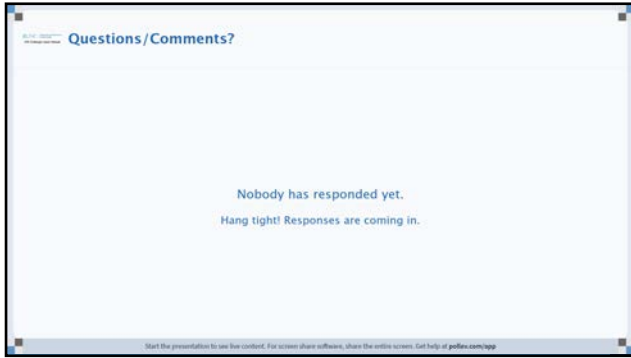 Questions/Comments?
Nobody has responded yet.
Hang tight! Responses are coming in.
Start the presentation to see live content. For screen share software, share the entire screen. Get help at pollev.com/app